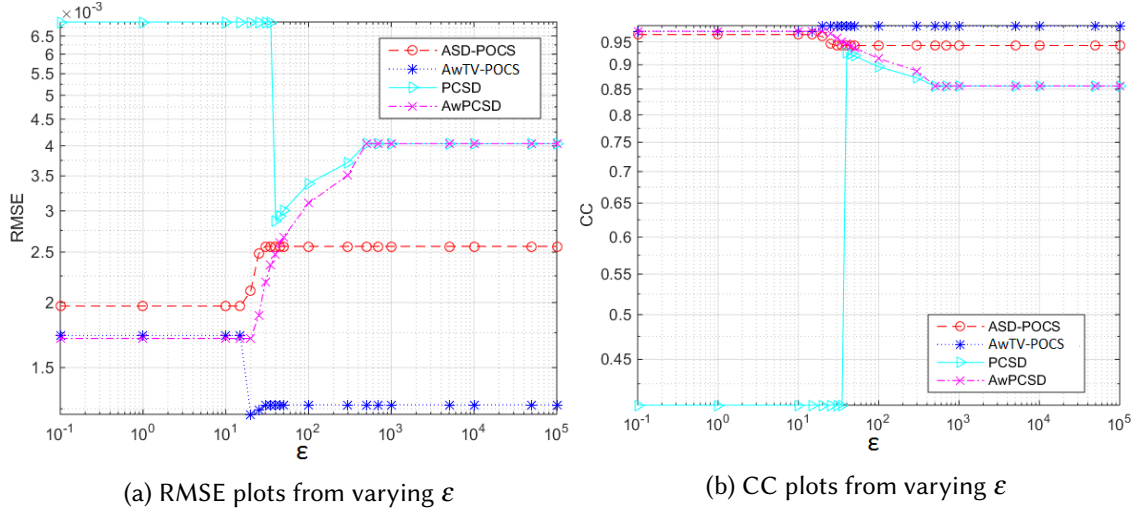 ×10⁻³
6.5
6
5.5
5
4.5
4
3.5
3
2.5
2
1.5
RMSE
ASD-POCS
AwTV-POCS
PCSD
AwPCSD
10⁻¹ 10⁰ 10¹ 10² 10³ 10⁴ 10⁵
ε
(a) RMSE plots from varying ε
0.95
0.9
0.85
0.8
0.75
0.7
0.65
0.6
0.55
0.5
0.45
CC
ASD-POCS
AwTV-POCS
PCSD
AwPCSD
10⁻¹ 10⁰ 10¹ 10² 10³ 10⁴ 10⁵
ε
(b) CC plots from varying ε